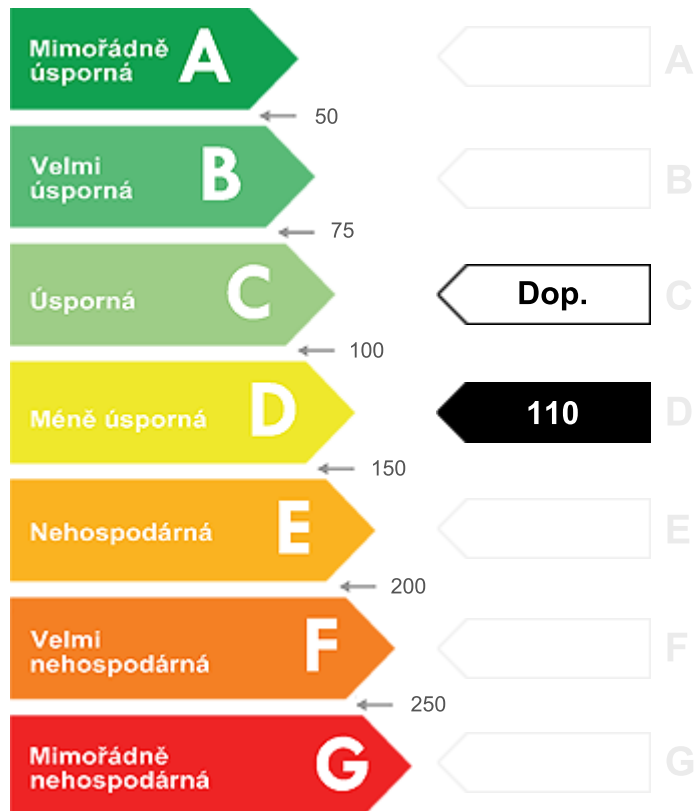 Mimořádně
úsporná
A
A
50
Velmi
úsporná
B
B
75
Úsporná
C
Dop.
C
100
Méně úsporná
D
110
D
150
Nehospodárná
E
E
200
Velmi
nehospodárná
F
F
250
Mimořádně
nehospodárná
G
G